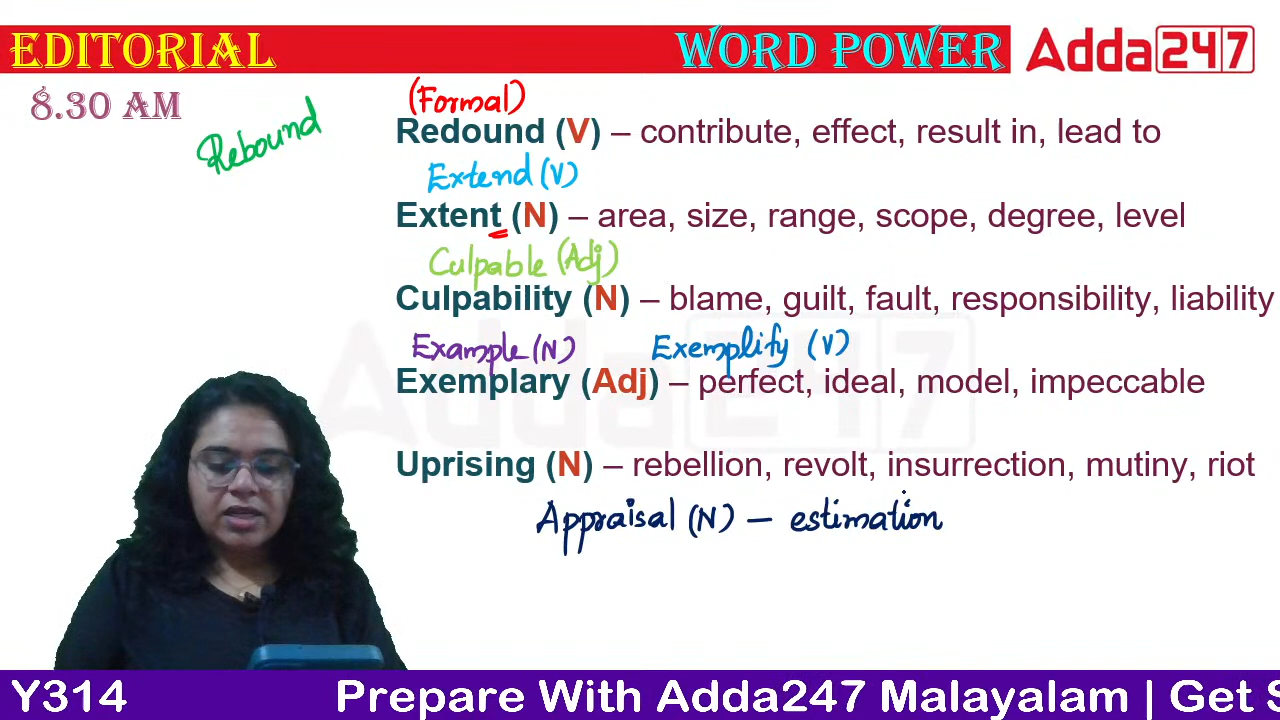 EDITORIAL WORD POWER Adda247
8.30 AM
(Formal)
Rebound
Redound (V) – contribute, effect, result in, lead to
Extend (V)
Extent (N) – area, size, range, scope, degree, level
Culpable (Adj)
Culpability (N) – blame, guilt, fault, responsibility, liability
Example (N) Exemplify (V)
Exemplary (Adj) – perfect, ideal, model, impeccable
Adda247
Uprising (N) – rebellion, revolt, insurrection, mutiny, riot
Appraisal (N) – estimation
Y314 Prepare With Adda247 Malayalam | Get S